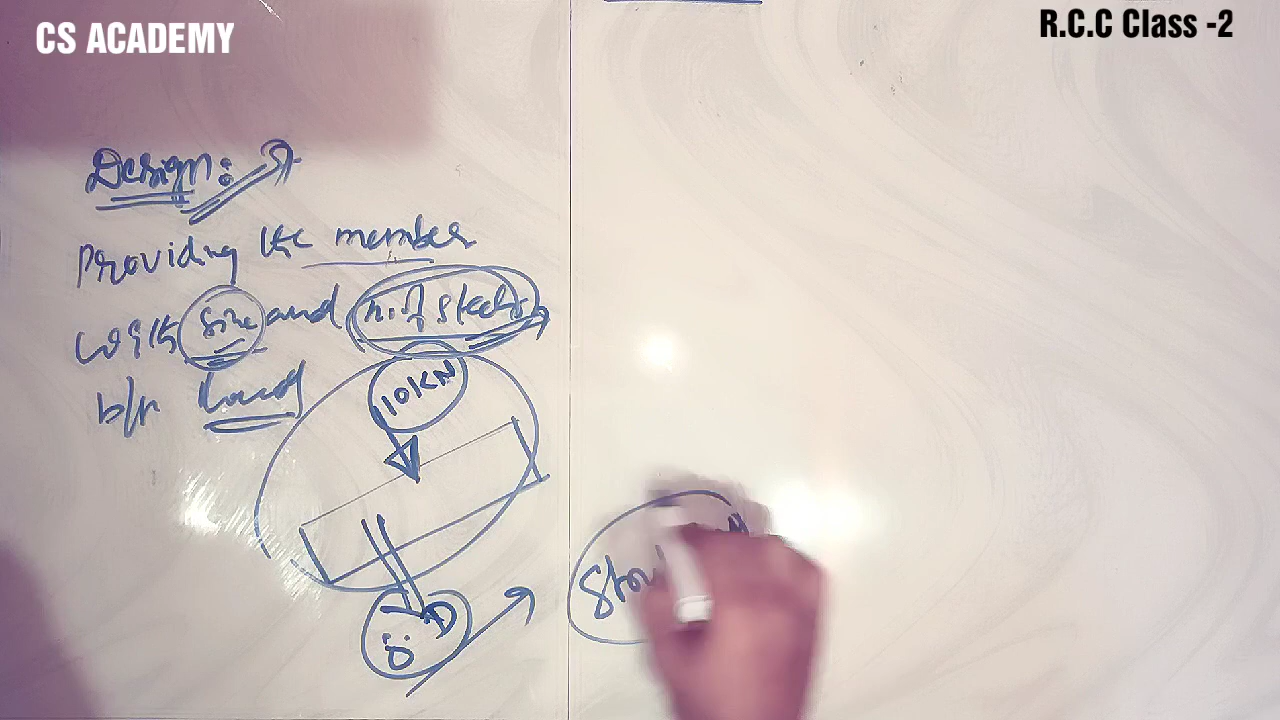 CS ACADEMY
R.C.C Class -2
Design:
Providing the member
with size and n.of steels
b/n load
10KN